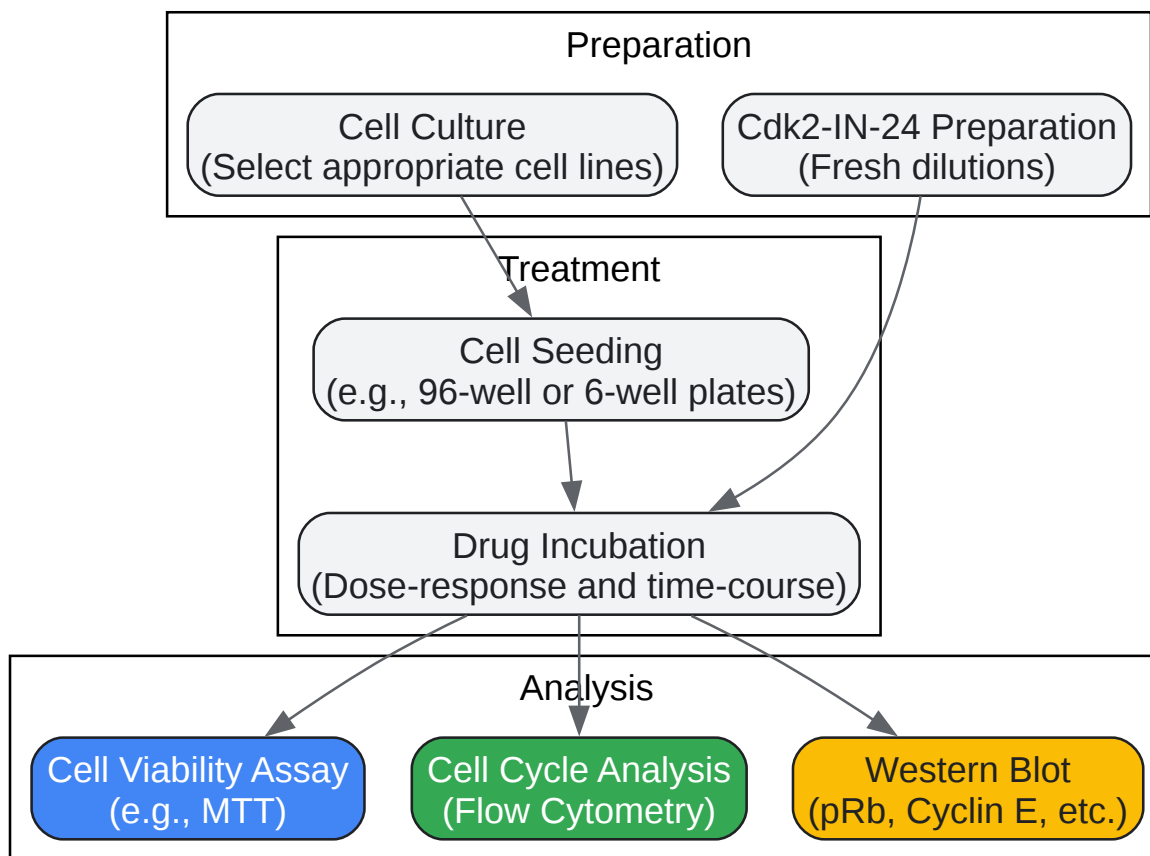 Preparation
Cell Culture
(Select appropriate cell lines)
Cdk2-IN-24 Preparation
(Fresh dilutions)
Treatment
Cell Seeding
(e.g., 96-well or 6-well plates)
Drug Incubation
(Dose-response and time-course)
Analysis
Cell Viability Assay
(e.g., MTT)
Cell Cycle Analysis
(Flow Cytometry)
Western Blot
(pRb, Cyclin E, etc.)